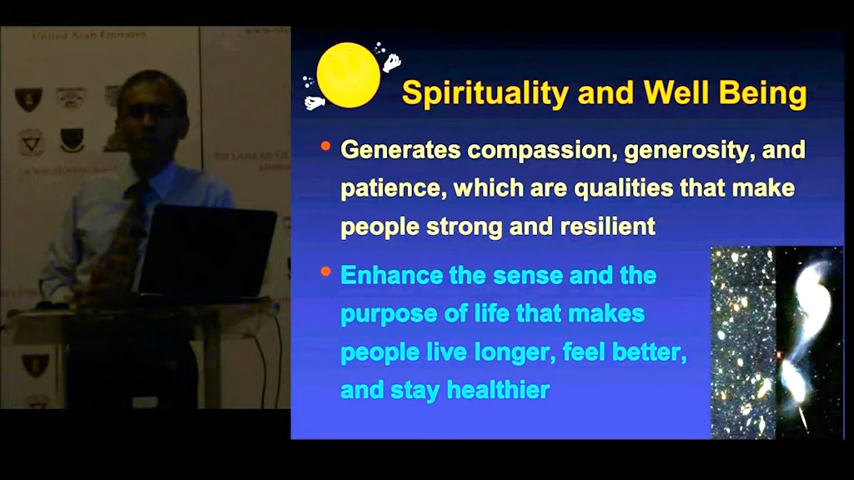 United Arab Emirates
Spirituality and Well Being
Generates compassion, generosity, and
patience, which are qualities that make
people strong and resilient
Enhance the sense and the
purpose of life that makes
people live longer, feel better,
and stay healthier